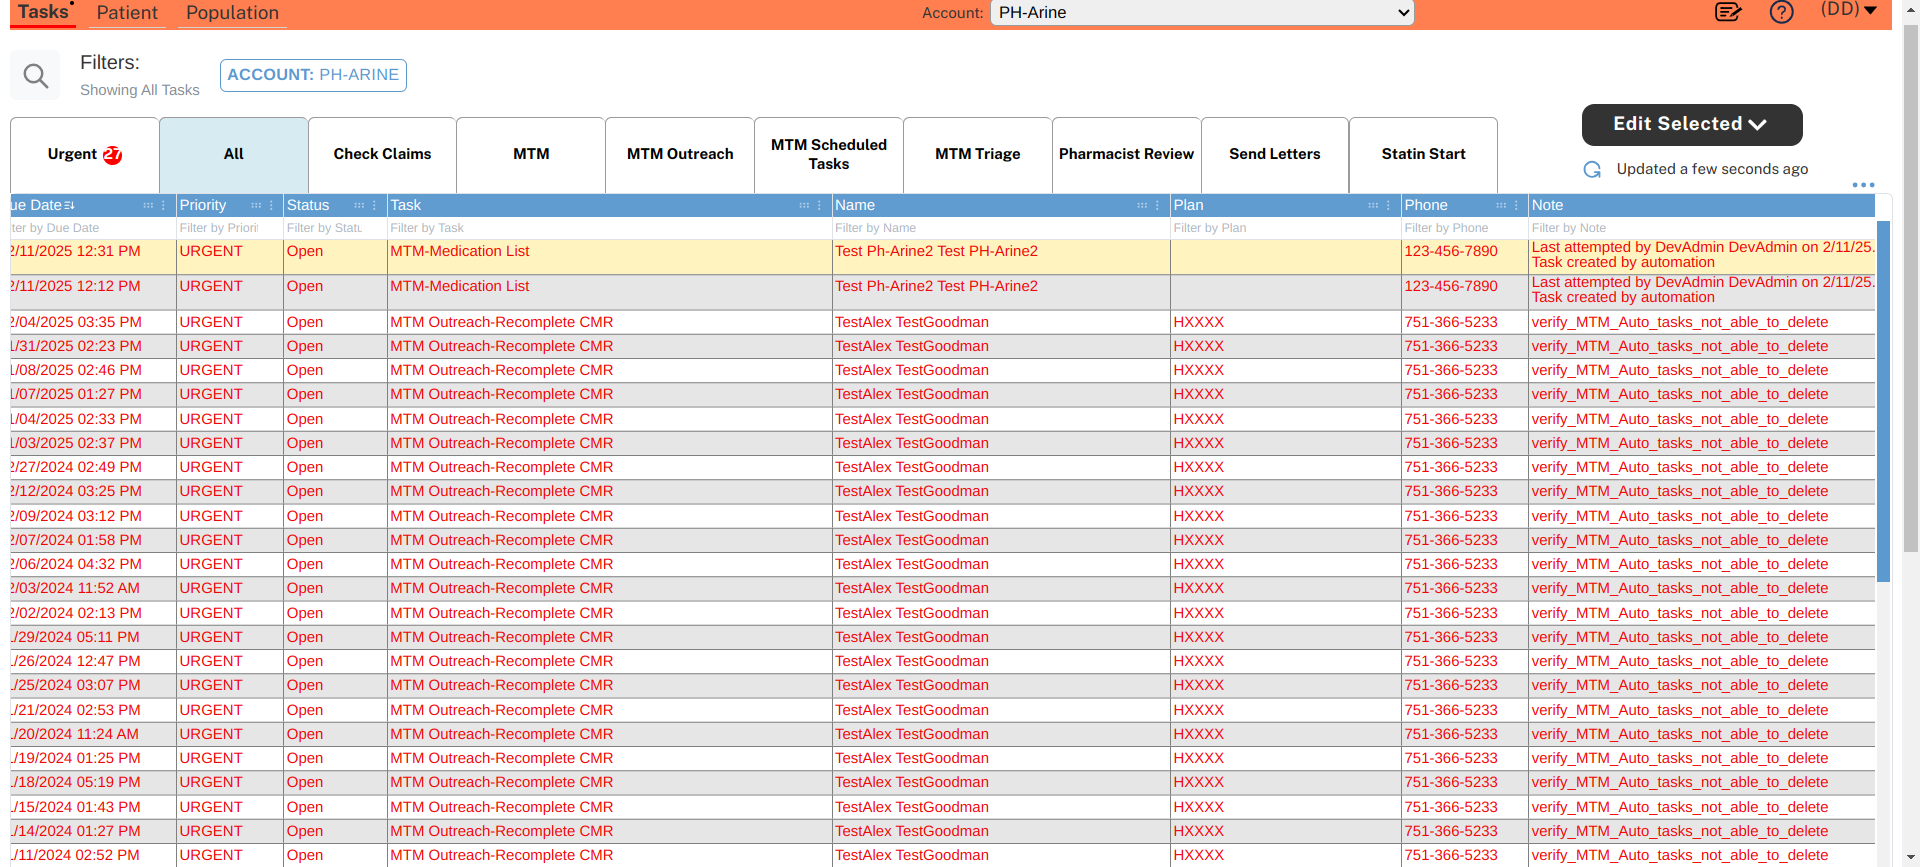 Tasks Patient Population Account: PH-Arine (DD)
Filters:
Showing All Tasks
ACCOUNT: PH-ARINE
Urgent 27 All Check Claims MTM MTM Outreach MTM Scheduled Tasks MTM Triage Pharmacist Review Send Letters Statin Start
Edit Selected
Updated a few seconds ago
ue Date Priority Status Task Name Plan Phone Note
ter by Due Date Filter by Priori Filter by Statu Filter by Task Filter by Name Filter by Plan Filter by Phone Filter by Note
2/11/2025 12:31 PM URGENT Open MTM-Medication List Test Ph-Arine2 Test PH-Arine2 123-456-7890 Last attempted by DevAdmin DevAdmin on 2/11/25.
Task created by automation
2/11/2025 12:12 PM URGENT Open MTM-Medication List Test Ph-Arine2 Test PH-Arine2 123-456-7890 Last attempted by DevAdmin DevAdmin on 2/11/25.
Task created by automation
2/04/2025 03:35 PM URGENT Open MTM Outreach-Recomplete CMR TestAlex TestGoodman HXXXX 751-366-5233 verify_MTM_Auto_tasks_not_able_to_delete
1/31/2025 02:23 PM URGENT Open MTM Outreach-Recomplete CMR TestAlex TestGoodman HXXXX 751-366-5233 verify_MTM_Auto_tasks_not_able_to_delete
1/08/2025 02:46 PM URGENT Open MTM Outreach-Recomplete CMR TestAlex TestGoodman HXXXX 751-366-5233 verify_MTM_Auto_tasks_not_able_to_delete
1/07/2025 01:27 PM URGENT Open MTM Outreach-Recomplete CMR TestAlex TestGoodman HXXXX 751-366-5233 verify_MTM_Auto_tasks_not_able_to_delete
1/04/2025 02:33 PM URGENT Open MTM Outreach-Recomplete CMR TestAlex TestGoodman HXXXX 751-366-5233 verify_MTM_Auto_tasks_not_able_to_delete
1/03/2025 02:37 PM URGENT Open MTM Outreach-Recomplete CMR TestAlex TestGoodman HXXXX 751-366-5233 verify_MTM_Auto_tasks_not_able_to_delete
2/27/2024 02:49 PM URGENT Open MTM Outreach-Recomplete CMR TestAlex TestGoodman HXXXX 751-366-5233 verify_MTM_Auto_tasks_not_able_to_delete
2/12/2024 03:25 PM URGENT Open MTM Outreach-Recomplete CMR TestAlex TestGoodman HXXXX 751-366-5233 verify_MTM_Auto_tasks_not_able_to_delete
2/09/2024 03:12 PM URGENT Open MTM Outreach-Recomplete CMR TestAlex TestGoodman HXXXX 751-366-5233 verify_MTM_Auto_tasks_not_able_to_delete
2/07/2024 01:58 PM URGENT Open MTM Outreach-Recomplete CMR TestAlex TestGoodman HXXXX 751-366-5233 verify_MTM_Auto_tasks_not_able_to_delete
2/06/2024 04:32 PM URGENT Open MTM Outreach-Recomplete CMR TestAlex TestGoodman HXXXX 751-366-5233 verify_MTM_Auto_tasks_not_able_to_delete
2/03/2024 11:52 AM URGENT Open MTM Outreach-Recomplete CMR TestAlex TestGoodman HXXXX 751-366-5233 verify_MTM_Auto_tasks_not_able_to_delete
2/02/2024 02:13 PM URGENT Open MTM Outreach-Recomplete CMR TestAlex TestGoodman HXXXX 751-366-5233 verify_MTM_Auto_tasks_not_able_to_delete
/29/2024 05:11 PM URGENT Open MTM Outreach-Recomplete CMR TestAlex TestGoodman HXXXX 751-366-5233 verify_MTM_Auto_tasks_not_able_to_delete
/26/2024 12:47 PM URGENT Open MTM Outreach-Recomplete CMR TestAlex TestGoodman HXXXX 751-366-5233 verify_MTM_Auto_tasks_not_able_to_delete
/25/2024 03:07 PM URGENT Open MTM Outreach-Recomplete CMR TestAlex TestGoodman HXXXX 751-366-5233 verify_MTM_Auto_tasks_not_able_to_delete
/21/2024 02:53 PM URGENT Open MTM Outreach-Recomplete CMR TestAlex TestGoodman HXXXX 751-366-5233 verify_MTM_Auto_tasks_not_able_to_delete
/20/2024 11:24 AM URGENT Open MTM Outreach-Recomplete CMR TestAlex TestGoodman HXXXX 751-366-5233 verify_MTM_Auto_tasks_not_able_to_delete
/19/2024 01:25 PM URGENT Open MTM Outreach-Recomplete CMR TestAlex TestGoodman HXXXX 751-366-5233 verify_MTM_Auto_tasks_not_able_to_delete
/18/2024 05:19 PM URGENT Open MTM Outreach-Recomplete CMR TestAlex TestGoodman HXXXX 751-366-5233 verify_MTM_Auto_tasks_not_able_to_delete
/15/2024 01:43 PM URGENT Open MTM Outreach-Recomplete CMR TestAlex TestGoodman HXXXX 751-366-5233 verify_MTM_Auto_tasks_not_able_to_delete
/14/2024 01:27 PM URGENT Open MTM Outreach-Recomplete CMR TestAlex TestGoodman HXXXX 751-366-5233 verify_MTM_Auto_tasks_not_able_to_delete
/11/2024 02:52 PM URGENT Open MTM Outreach-Recomplete CMR TestAlex TestGoodman HXXXX 751-366-5233 verify_MTM_Auto_tasks_not_able_to_delete